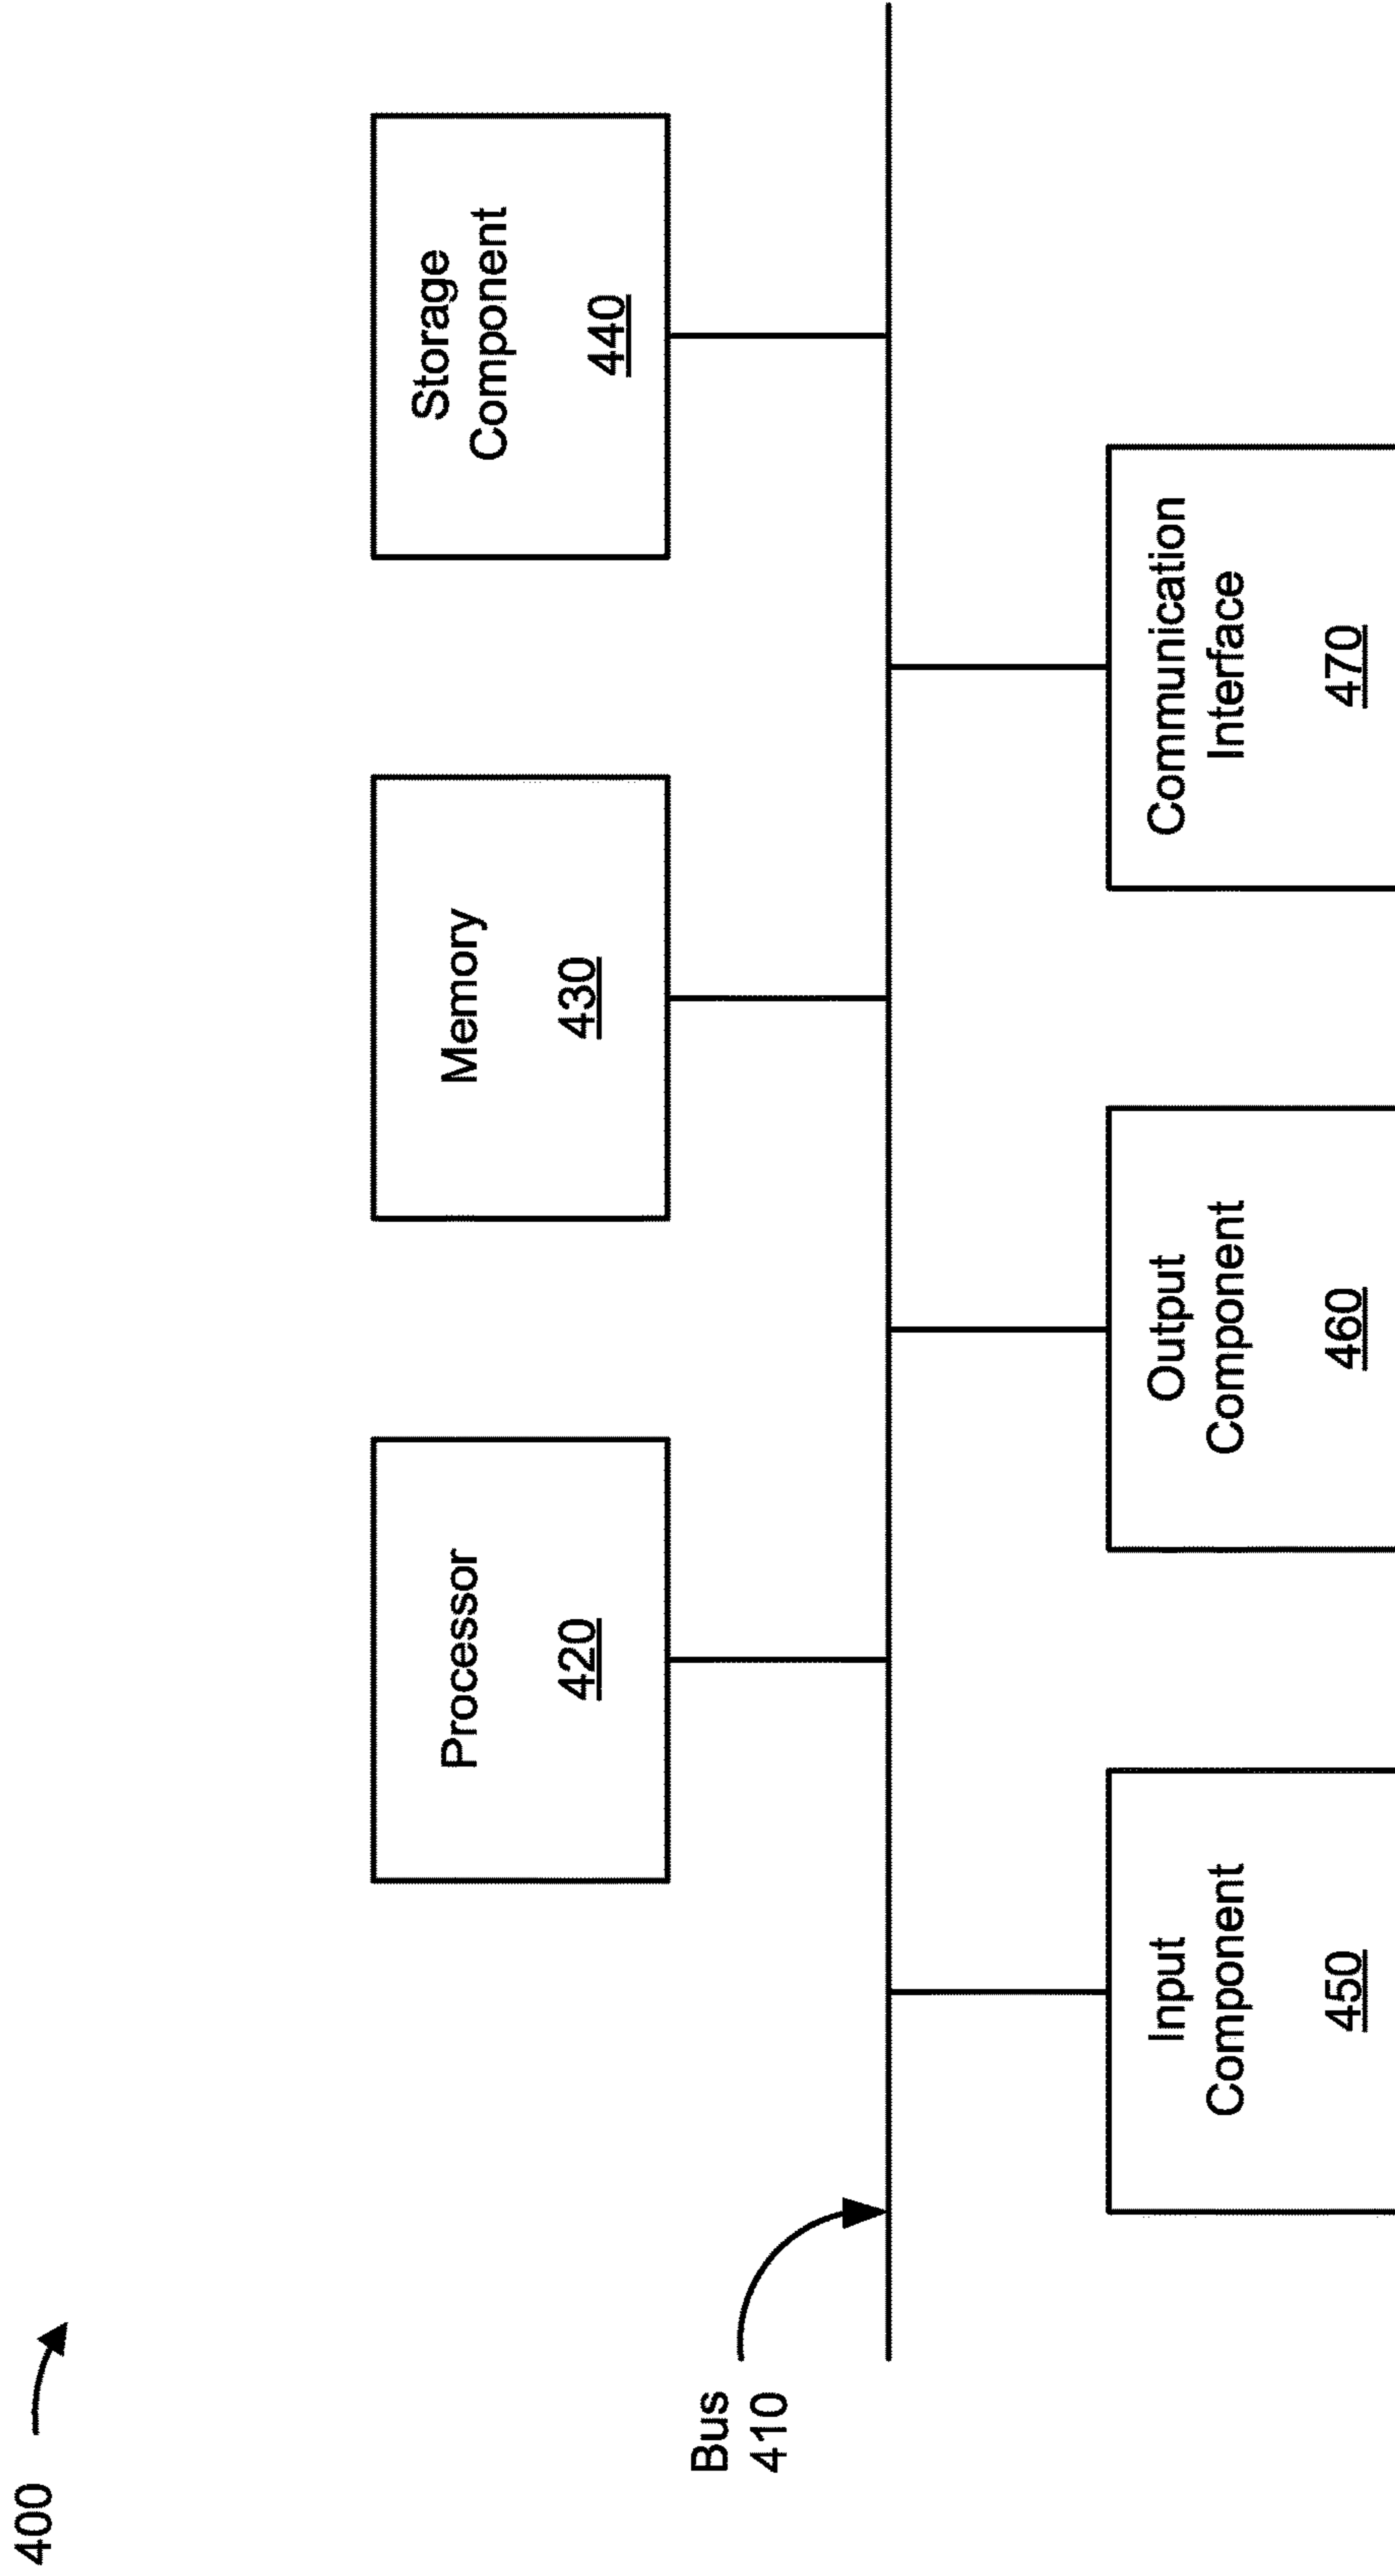 400
Bus
410
Processor
420
Memory
430
Storage
Component
440
Input
Component
450
Output
Component
460
Communication
Interface
470